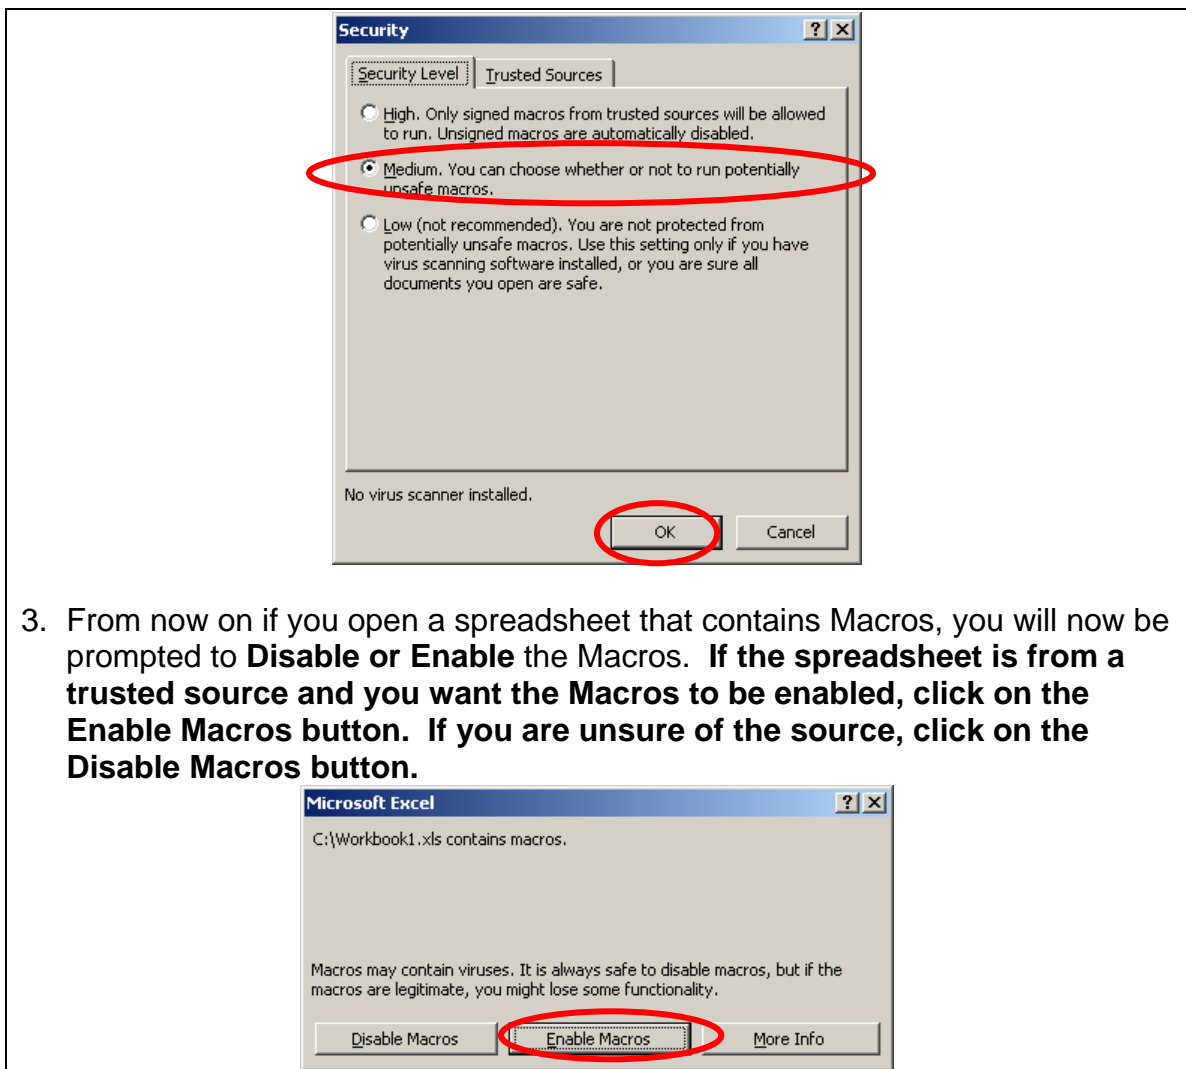 Security
Security Level
Trusted Sources
High. Only signed macros from trusted sources will be allowed
to run. Unsigned macros are automatically disabled.
Medium. You can choose whether or not to run potentially
unsafe macros.
Low (not recommended). You are not protected from
potentially unsafe macros. Use this setting only if you have
virus scanning software installed, or you are sure all
documents you open are safe.
No virus scanner installed.
OK
Cancel
3. From now on if you open a spreadsheet that contains Macros, you will now be
prompted to Disable or Enable the Macros. If the spreadsheet is from a
trusted source and you want the Macros to be enabled, click on the
Enable Macros button. If you are unsure of the source, click on the
Disable Macros button.
Microsoft Excel
C:\Workbook1.xls contains macros.
Macros may contain viruses. It is always safe to disable macros, but if the
macros are legitimate, you might lose some functionality.
Disable Macros
Enable Macros
More Info